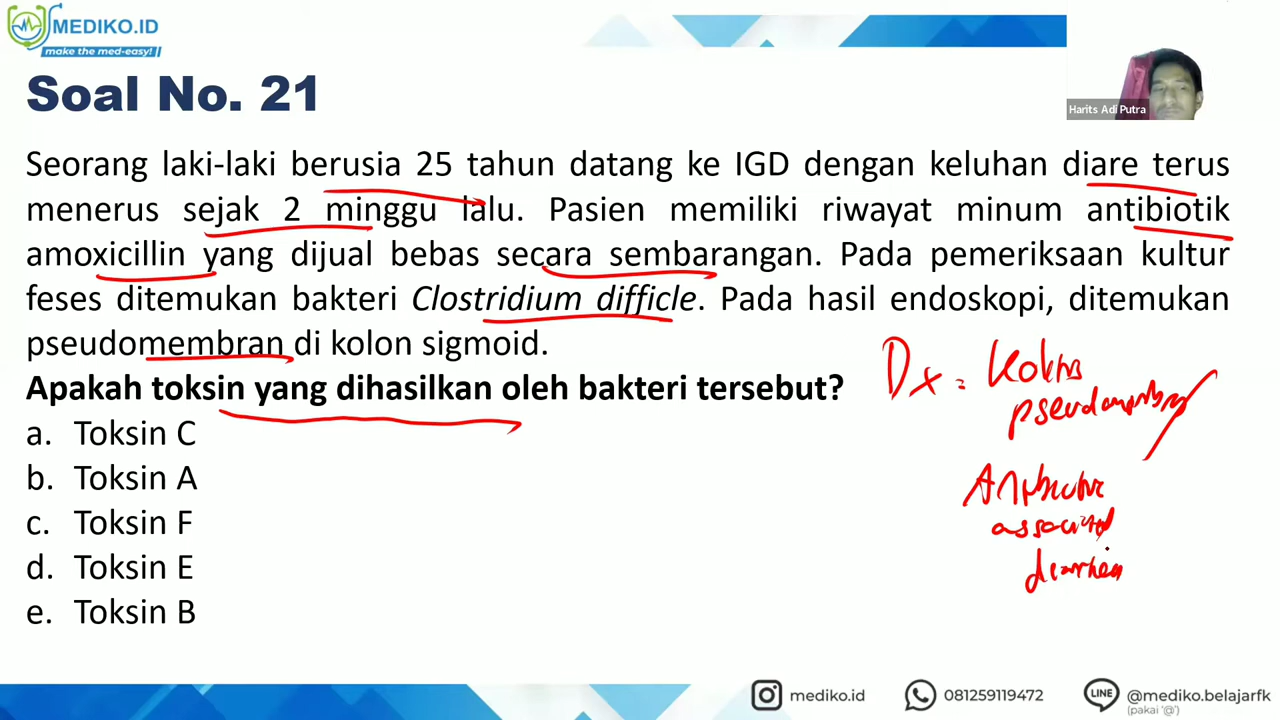 MEDIKO.ID
make the med-easy!
Soal No. 21
Harits Adi Putra
Seorang laki-laki berusia 25 tahun datang ke IGD dengan keluhan diare terus
menerus sejak 2 minggu lalu. Pasien memiliki riwayat minum antibiotik
amoxicillin yang dijual bebas secara sembarangan. Pada pemeriksaan kultur
feses ditemukan bakteri Clostridium difficle. Pada hasil endoskopi, ditemukan
pseudomembran di kolon sigmoid.
Apakah toksin yang dihasilkan oleh bakteri tersebut?
a. Toksin C
b. Toksin A
c. Toksin F
d. Toksin E
e. Toksin B
Dx =
associated
diarrhea
mediko.id
081259119472
LINE
@mediko.belajarfk
(pakai '@')